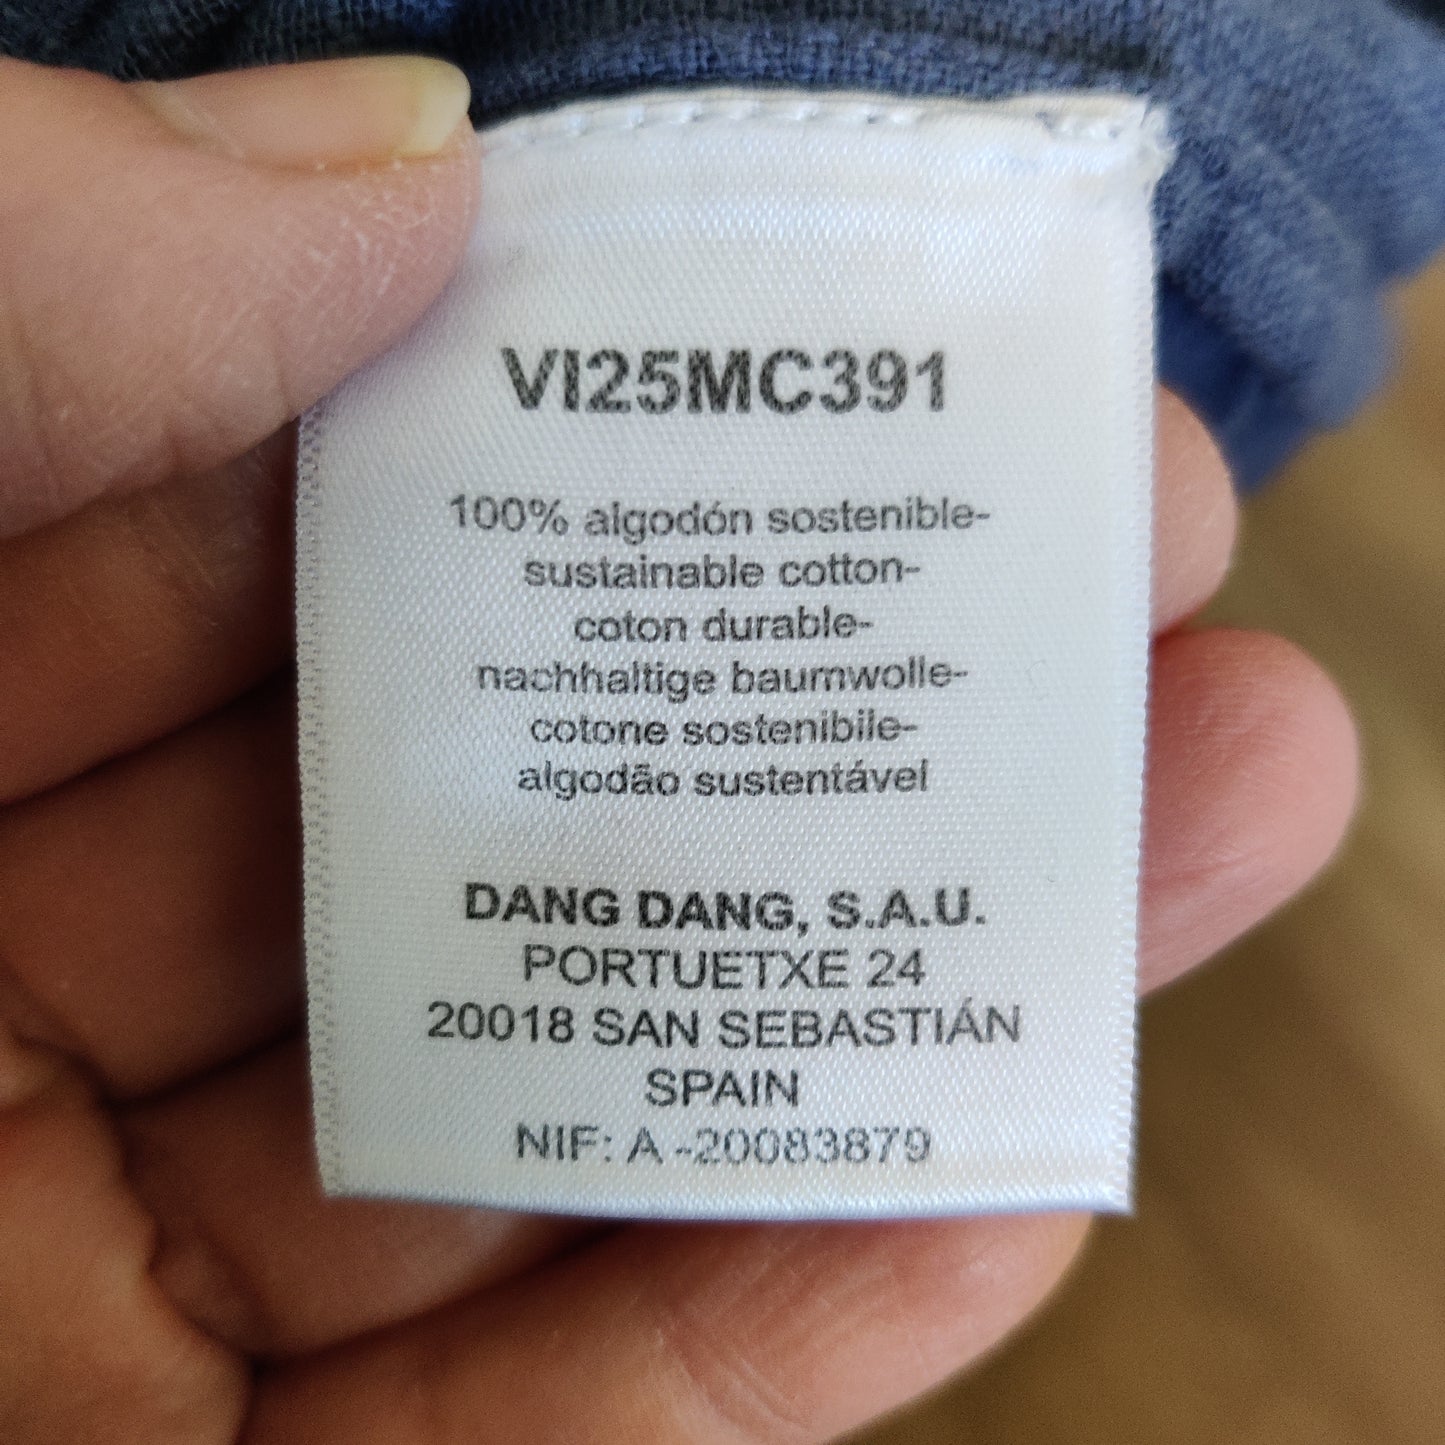 VI25MC391
100% algodón sostenible-
sustainable cotton-
coton durable-
nachhaltige baumwolle-
cotone sostenibile-
algodão sustentável
DANG DANG, S.A.U.
PORTUETXE 24
20018 SAN SEBASTIÁN
SPAIN
NIF: A-20083879